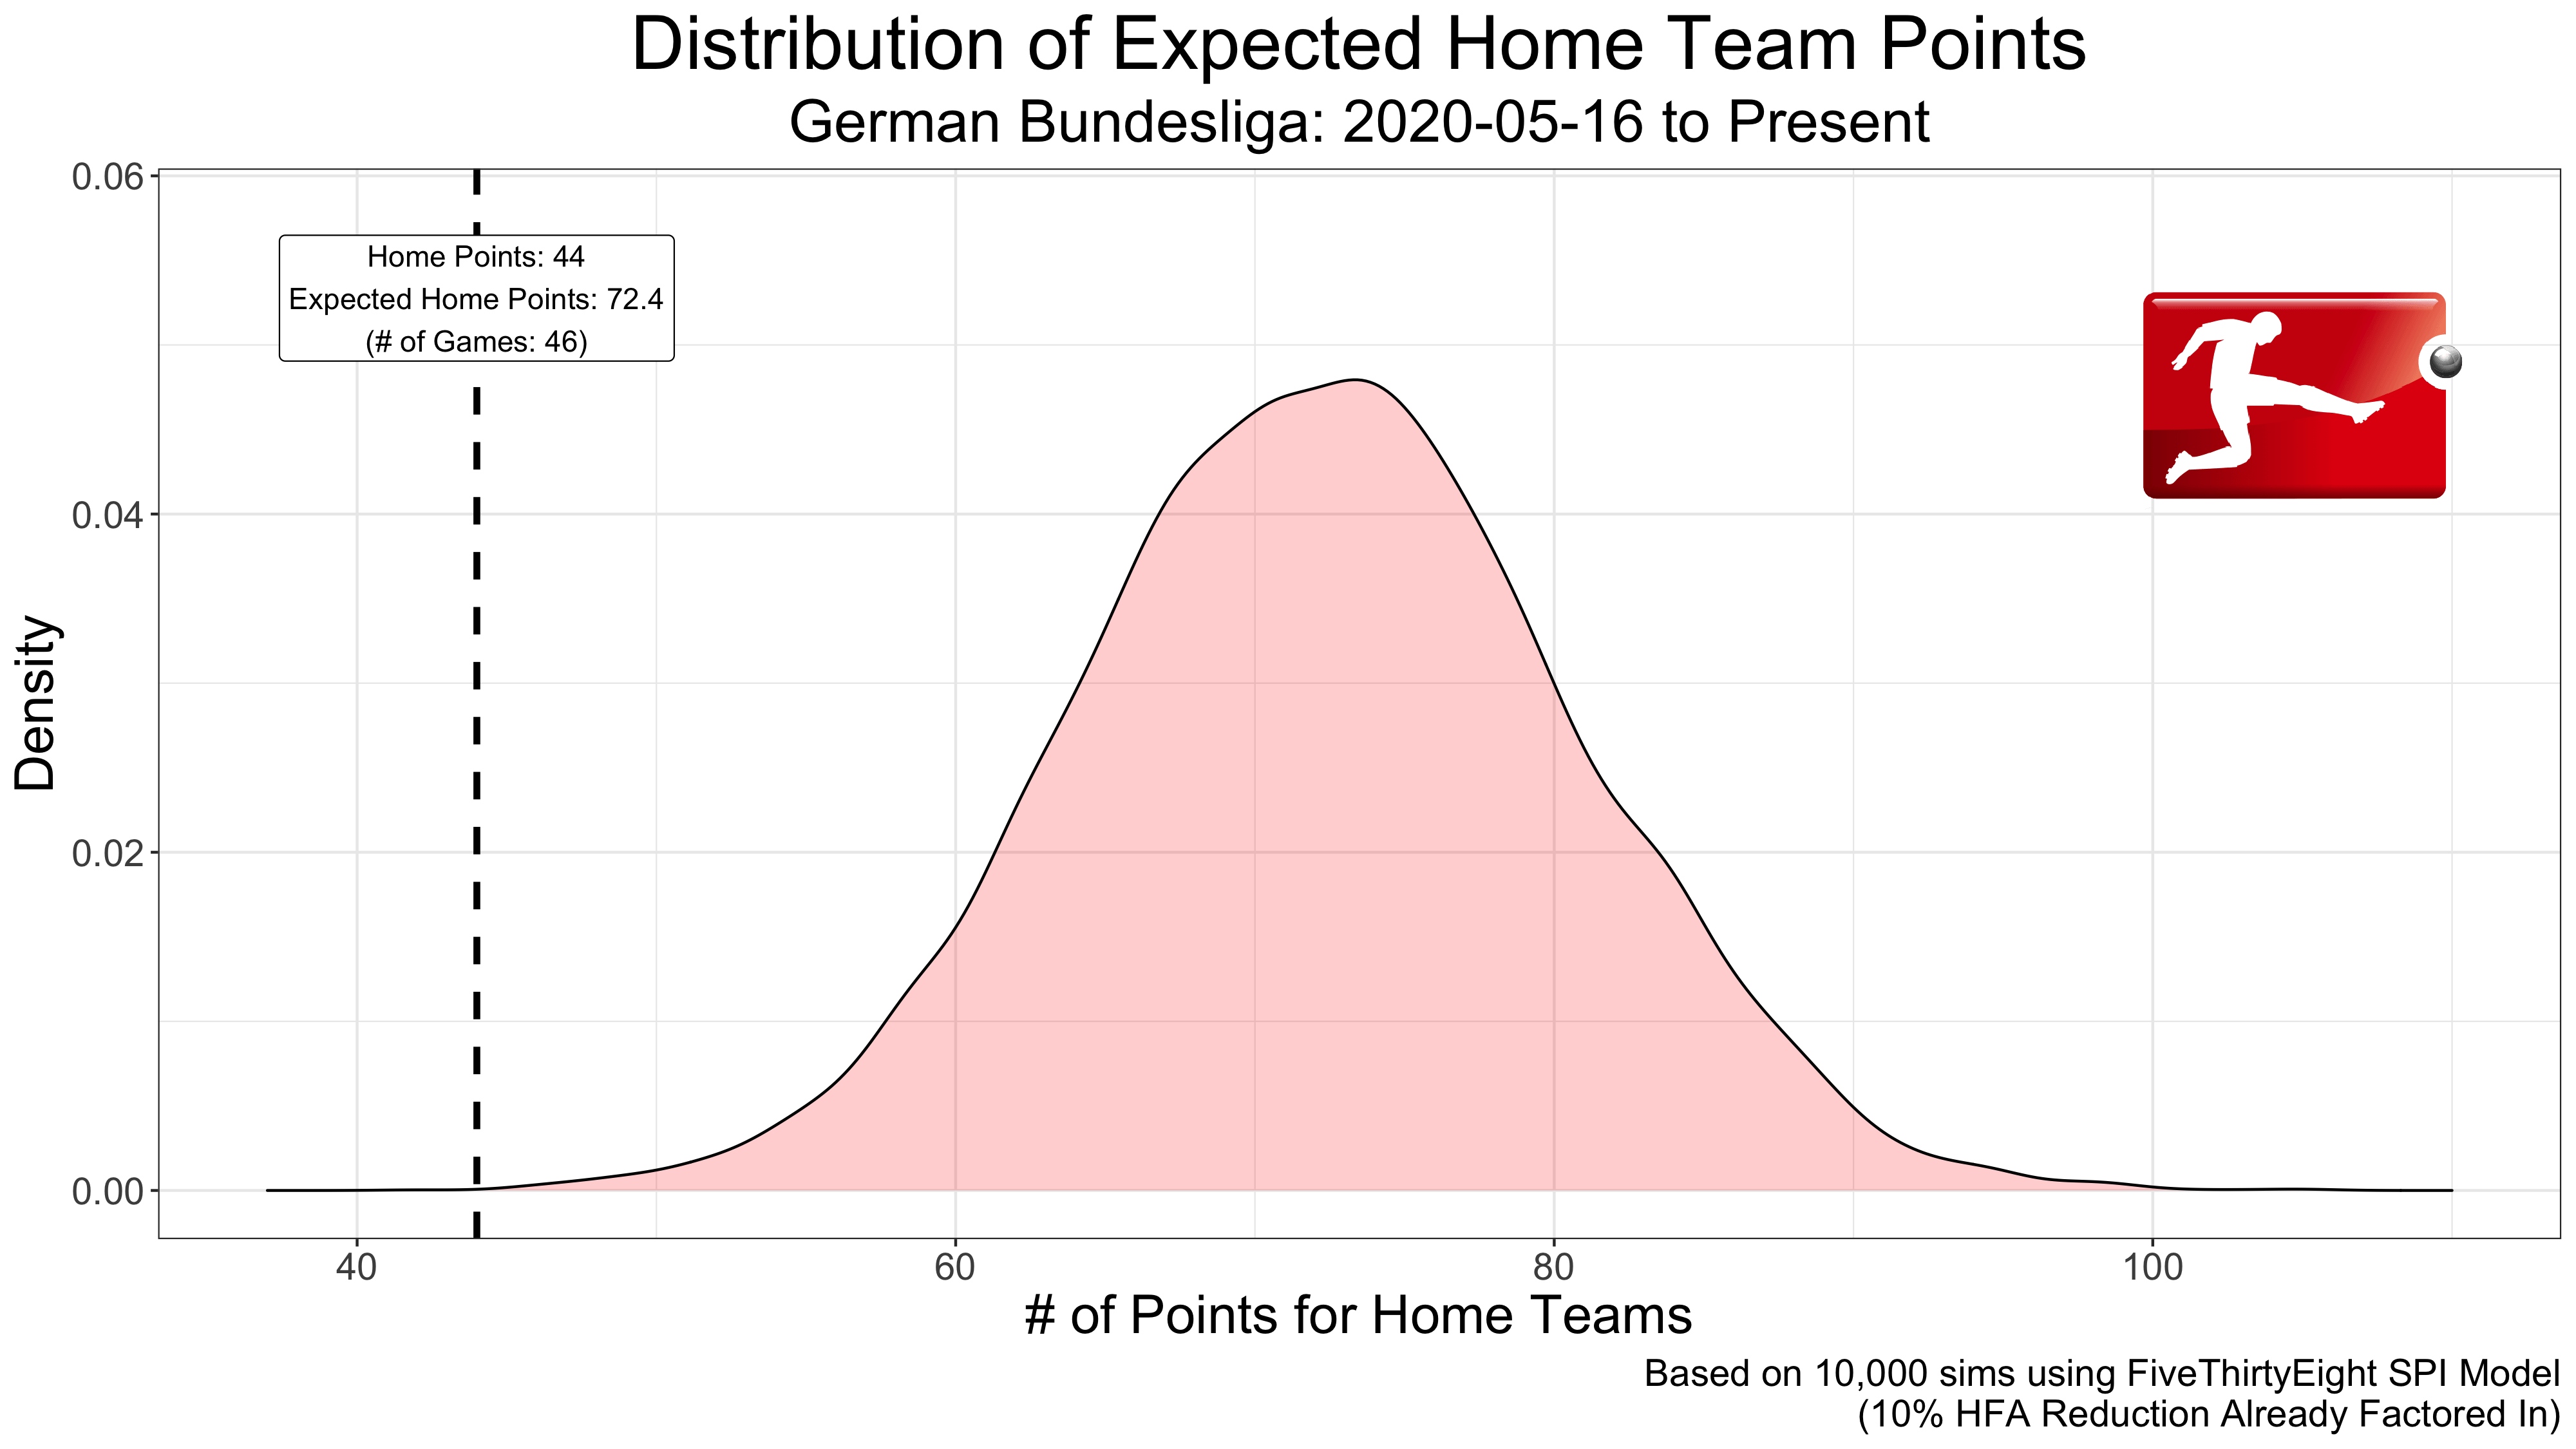 Distribution of Expected Home Team Points
German Bundesliga: 2020-05-16 to Present
0.06
0.04
0.02
0.00
Density
Home Points: 44
Expected Home Points: 72.4
(# of Games: 46)
40
60
80
100
# of Points for Home Teams
Based on 10,000 sims using FiveThirtyEight SPI Model
(10% HFA Reduction Already Factored In)